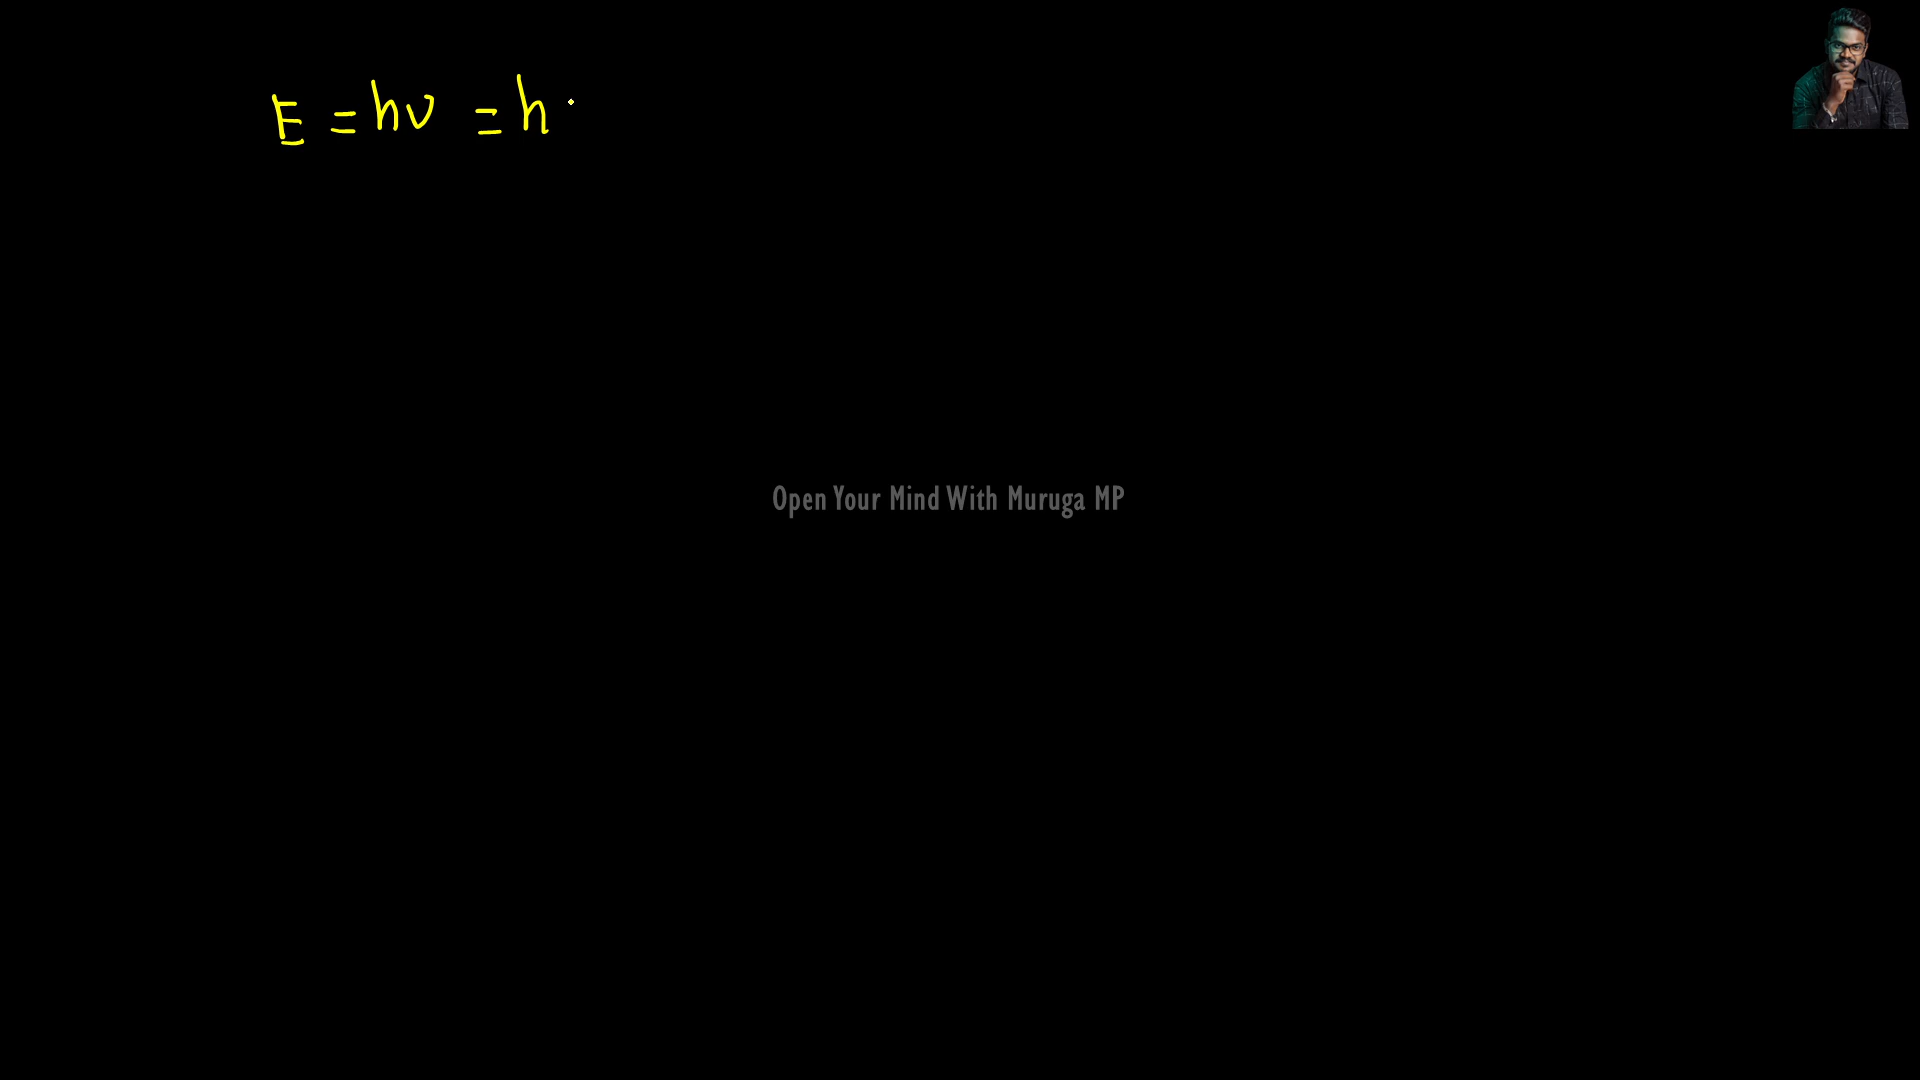 E = hν = h ·
Open Your Mind With Muruga MP